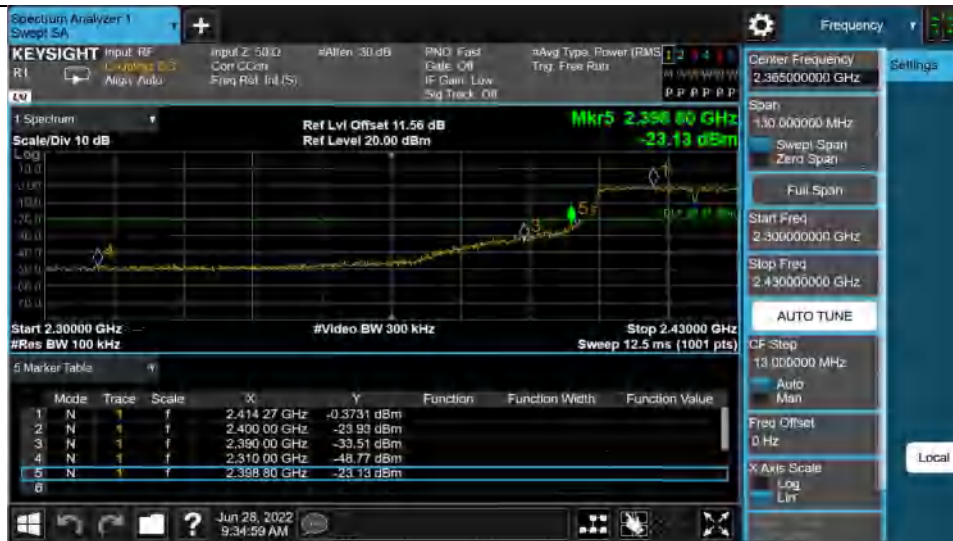 Spectrum Analyzer 1
Swept SA
+
Frequency
KEYSIGHT Input: RF
Coupling: DC
Align: Auto
Input Z: 50 Ω
Corr CCorr
Freq Ref: Int (S)
#Atten: 30 dB
PNO: Fast
Gate: Off
IF Gain: Low
Sig Track: Off
#Avg Type: Power (RMS
Trig: Free Run
P P P P P P
LXI
Center Frequency
2.365000000 GHz
Settings
Span
130.000000 MHz
Swept Span
Zero Span
Full Span
Start Freq
2.300000000 GHz
Stop Freq
2.430000000 GHz
AUTO TUNE
CF Step
13.000000 MHz
Auto
Man
Freq Offset
0 Hz
X Axis Scale
Log
Lin
Local
1 Spectrum
Scale/Div 10 dB
Ref Lvl Offset 11.56 dB
Ref Level 20.00 dBm
Mkr5 2.398 80 GHz
-23.13 dBm
Log
Start 2.30000 GHz
#Res BW 100 kHz
#Video BW 300 kHz
Stop 2.43000 GHz
Sweep 12.5 ms (1001 pts)
5 Marker Table
Mode Trace Scale X Y Function Function Width Function Value
1 N 1 f 2.414 27 GHz -0.3731 dBm
2 N 1 f 2.400 00 GHz -23.93 dBm
3 N 1 f 2.390 00 GHz -33.51 dBm
4 N 1 f 2.310 00 GHz -48.77 dBm
5 N 1 f 2.398 80 GHz -23.13 dBm
6
?
Jun 28, 2022
9:34:59 AM